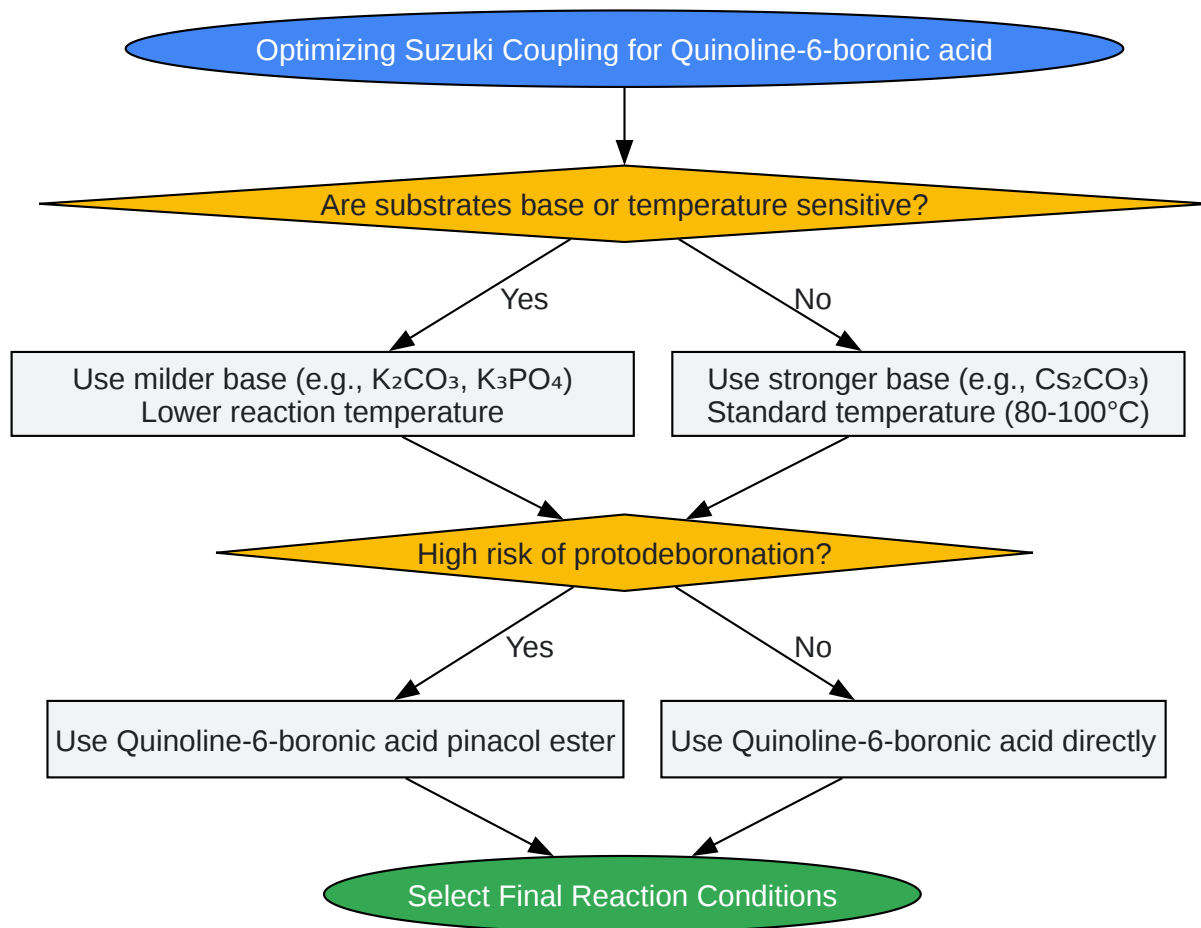 Optimizing Suzuki Coupling for Quinoline-6-boronic acid
Are substrates base or temperature sensitive?
Yes
No
Use milder base (e.g., K₂CO₃, K₃PO₄)
Lower reaction temperature
Use stronger base (e.g., Cs₂CO₃)
Standard temperature (80-100°C)
High risk of protodeboronation?
Yes
No
Use Quinoline-6-boronic acid pinacol ester
Use Quinoline-6-boronic acid directly
Select Final Reaction Conditions